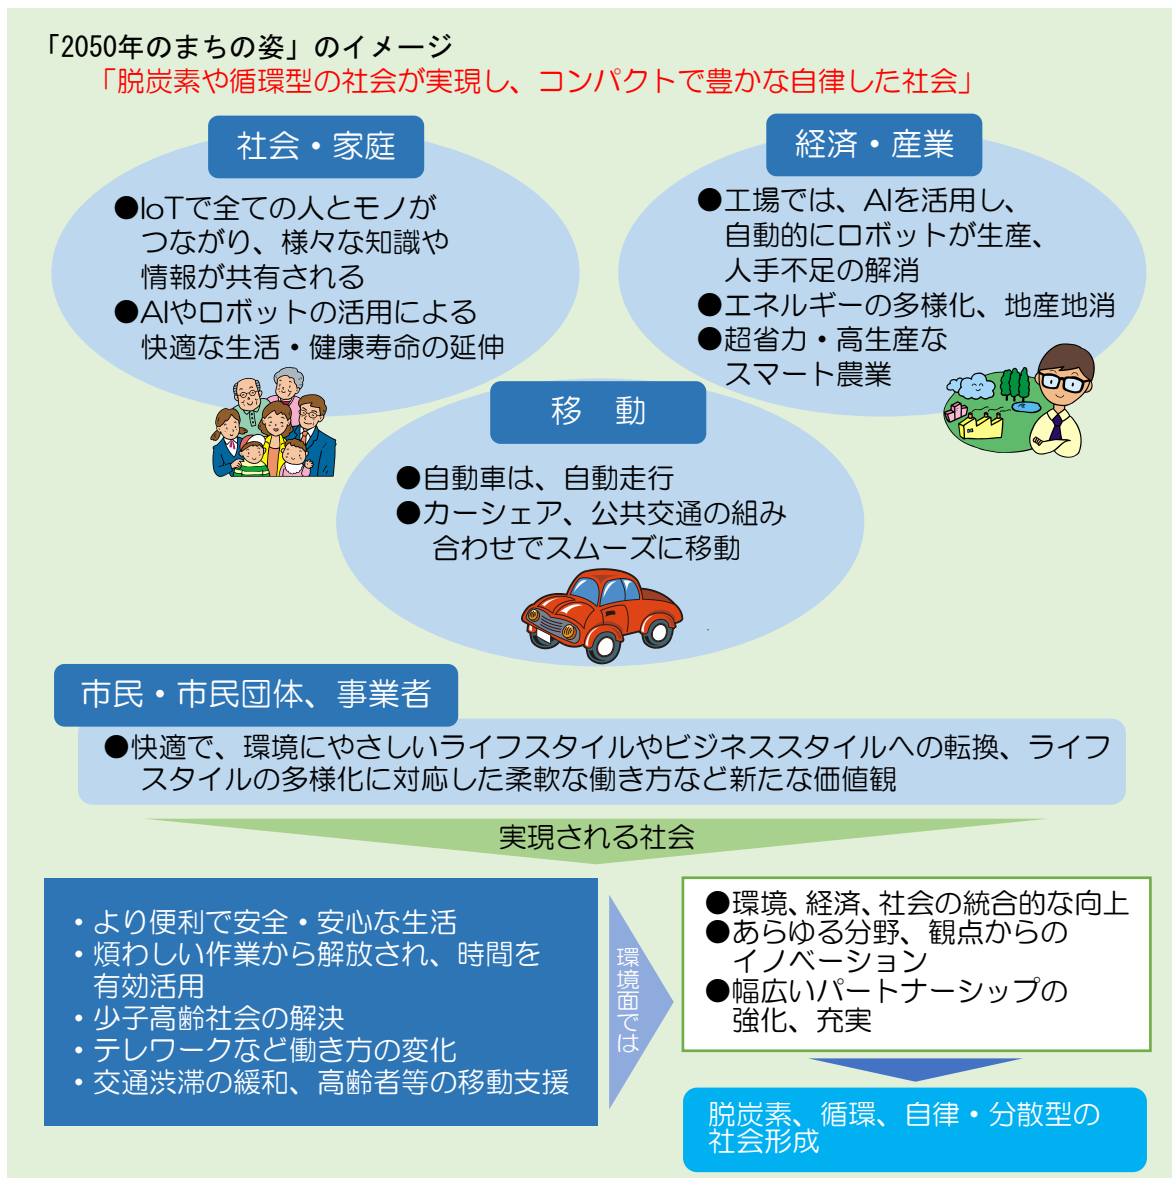 「2050年のまちの姿」のイメージ
「脱炭素や循環型の社会が実現し、コンパクトで豊かな自律した社会」
社会・家庭
●IoTで全ての人とモノが
つながり、様々な知識や
情報が共有される
●AIやロボットの活用による
快適な生活・健康寿命の延伸
経済・産業
●工場では、AIを活用し、
自動的にロボットが生産、
人手不足の解消
●エネルギーの多様化、地産地消
●超省力・高生産な
スマート農業
移 動
●自動車は、自動走行
●カーシェア、公共交通の組み
合わせでスムーズに移動
市民・市民団体、事業者
●快適で、環境にやさしいライフスタイルやビジネススタイルへの転換、ライフ
スタイルの多様化に対応した柔軟な働き方など新たな価値観
実現される社会
・より便利で安全・安心な生活
・煩わしい作業から解放され、時間を
有効活用
・少子高齢社会の解決
・テレワークなど働き方の変化
・交通渋滞の緩和、高齢者等の移動支援
環境面では
●環境、経済、社会の統合的な向上
●あらゆる分野、観点からの
イノベーション
●幅広いパートナーシップの
強化、充実
脱炭素、循環、自律・分散型の
社会形成